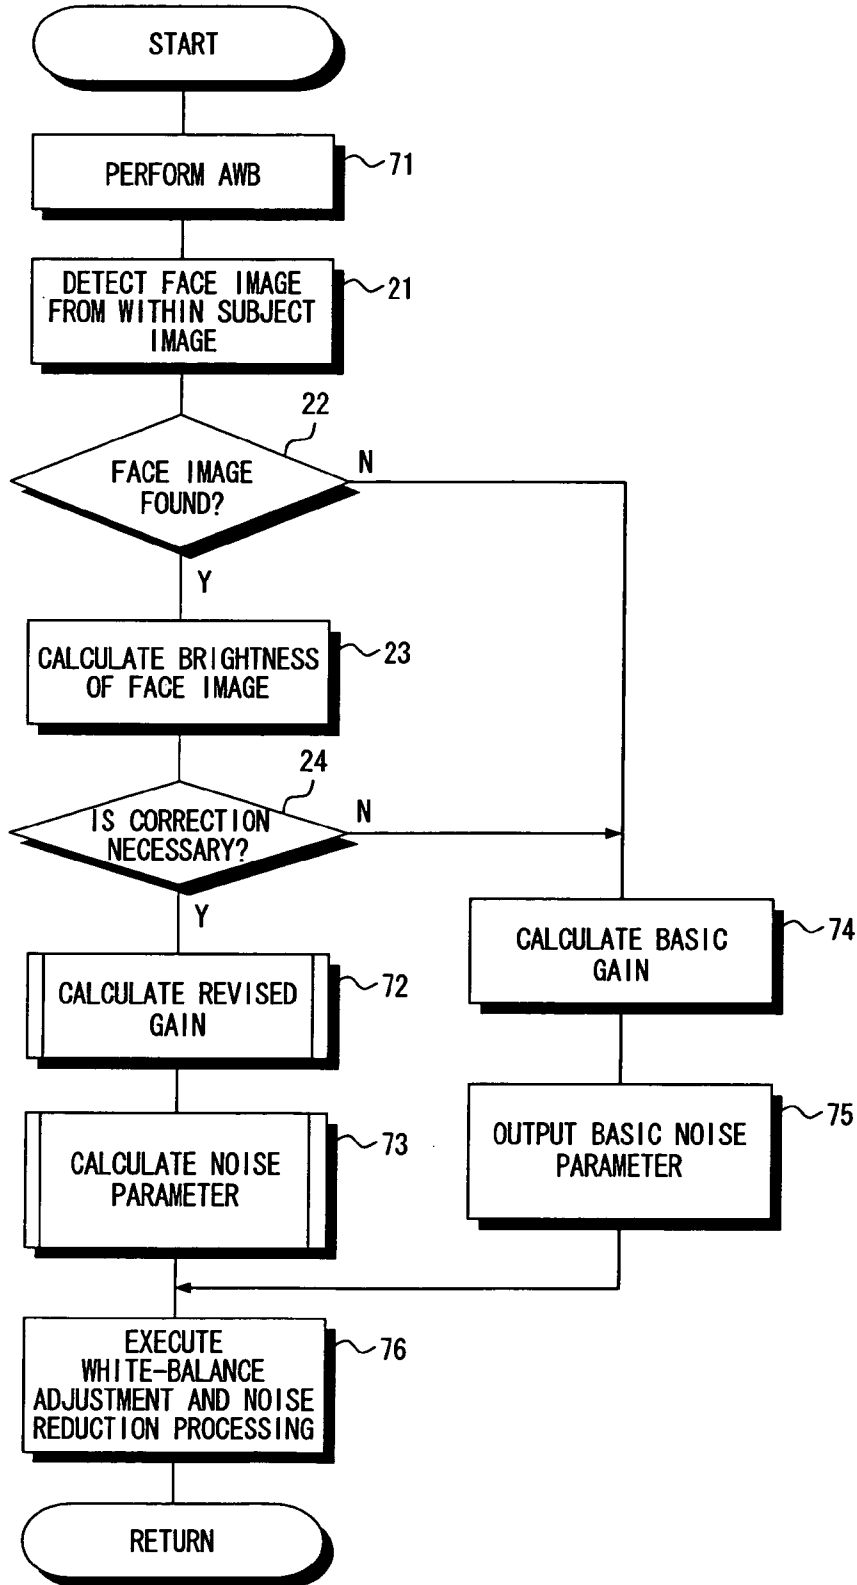 START
PERFORM AWB
71
DETECT FACE IMAGE
FROM WITHIN SUBJECT
IMAGE
21
22
FACE IMAGE
FOUND?
N
Y
CALCULATE BRIGHTNESS
OF FACE IMAGE
23
24
IS CORRECTION
NECESSARY?
N
Y
CALCULATE REVISED
GAIN
72
CALCULATE BASIC
GAIN
74
CALCULATE NOISE
PARAMETER
73
OUTPUT BASIC NOISE
PARAMETER
75
EXECUTE
WHITE-BALANCE
ADJUSTMENT AND NOISE
REDUCTION PROCESSING
76
RETURN